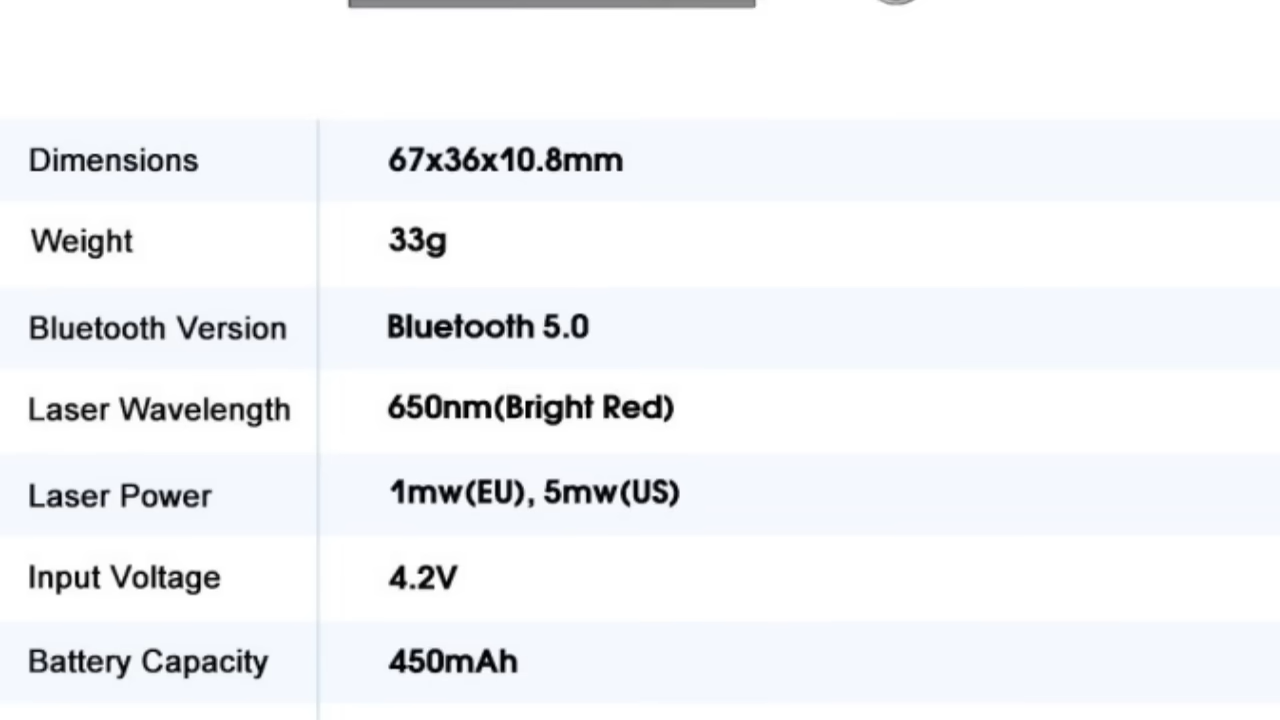 Dimensions 67x36x10.8mm
Weight 33g
Bluetooth Version Bluetooth 5.0
Laser Wavelength 650nm(Bright Red)
Laser Power 1mw(EU), 5mw(US)
Input Voltage 4.2V
Battery Capacity 450mAh